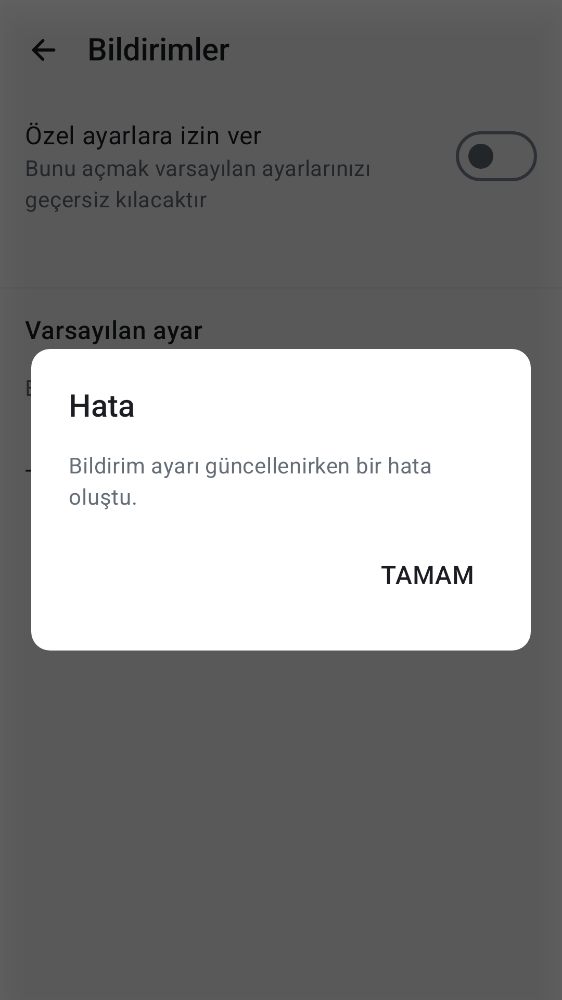 Bildirimler
Özel ayarlara izin ver
Bunu açmak varsayılan ayarlarınızı
geçersiz kılacaktır
Varsayılan ayar
Hata
Bildirim ayarı güncellenirken bir hata
oluştu.
TAMAM